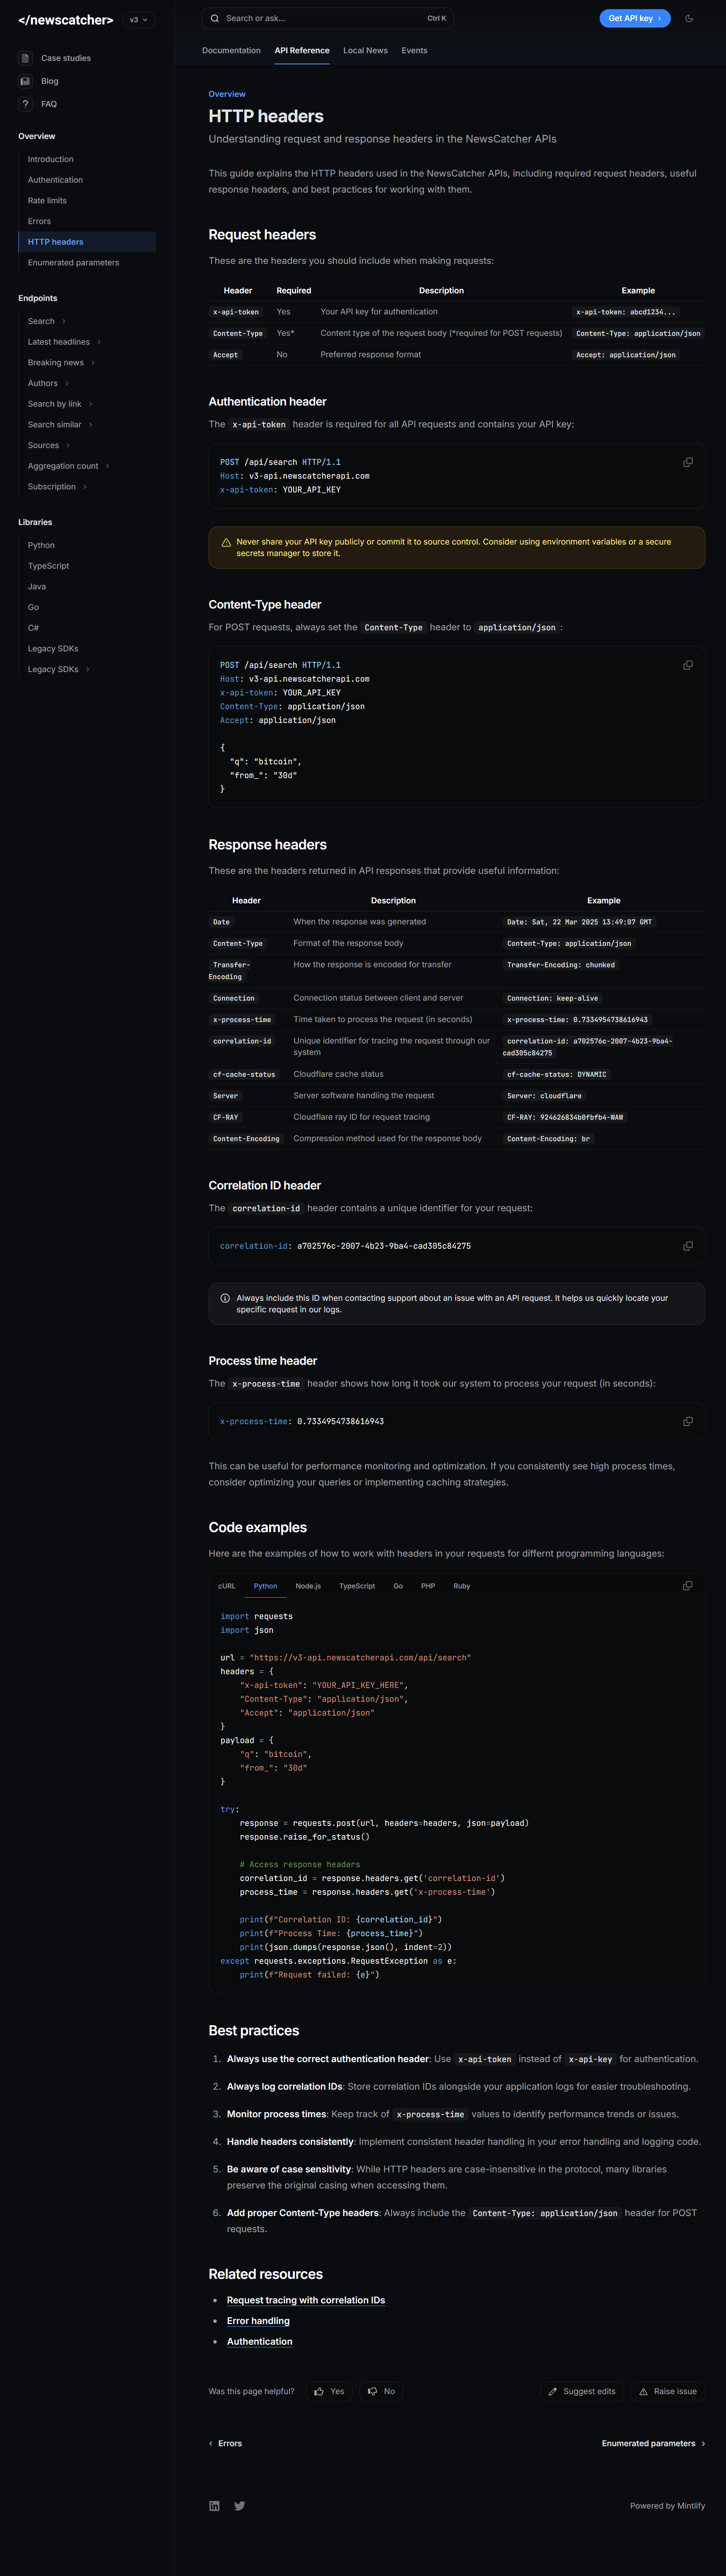 </newscatcher>
v3
Search or ask...
Ctrl K
Get API key
Documentation
API Reference
Local News
Events
Case studies
Blog
FAQ
Overview
Introduction
Authentication
Rate limits
Errors
HTTP headers
Enumerated parameters
Endpoints
Search
Latest headlines
Breaking news
Authors
Search by link
Search similar
Sources
Aggregation count
Subscription
Libraries
Python
TypeScript
Java
Go
C#
Legacy SDKs
Legacy SDKs
Overview
HTTP headers
Understanding request and response headers in the NewsCatcher APIs
This guide explains the HTTP headers used in the NewsCatcher APIs, including required request headers, useful
response headers, and best practices for working with them.
Request headers
These are the headers you should include when making requests:
Header Required Description Example
x-api-token Yes Your API key for authentication x-api-token: abcd1234...
Content-Type Yes* Content type of the request body (*required for POST requests) Content-Type: application/json
Accept No Preferred response format Accept: application/json
Authentication header
The x-api-token header is required for all API requests and contains your API key:
POST /api/search HTTP/1.1
Host: v3-api.newscatcherapi.com
x-api-token: YOUR_API_KEY
Never share your API key publicly or commit it to source control. Consider using environment variables or a secure
secrets manager to store it.
Content-Type header
For POST requests, always set the Content-Type header to application/json :
POST /api/search HTTP/1.1
Host: v3-api.newscatcherapi.com
x-api-token: YOUR_API_KEY
Content-Type: application/json
Accept: application/json
{
"q": "bitcoin",
"from_": "30d"
}
Response headers
These are the headers returned in API responses that provide useful information:
Header Description Example
Date When the response was generated Date: Sat, 22 Mar 2025 13:49:07 GMT
Content-Type Format of the response body Content-Type: application/json
Transfer- How the response is encoded for transfer Transfer-Encoding: chunked
Encoding
Connection Connection status between client and server Connection: keep-alive
x-process-time Time taken to process the request (in seconds) x-process-time: 0.7334954738616943
correlation-id Unique identifier for tracing the request through our correlation-id: a702576c-2007-4b23-9ba4-
system cad305c84275
cf-cache-status Cloudflare cache status cf-cache-status: DYNAMIC
Server Server software handling the request Server: cloudflare
CF-RAY Cloudflare ray ID for request tracing CF-RAY: 924626834b0fbfb4-WAW
Content-Encoding Compression method used for the response body Content-Encoding: br
Correlation ID header
The correlation-id header contains a unique identifier for your request:
correlation-id: a702576c-2007-4b23-9ba4-cad305c84275
Always include this ID when contacting support about an issue with an API request. It helps us quickly locate your
specific request in our logs.
Process time header
The x-process-time header shows how long it took our system to process your request (in seconds):
x-process-time: 0.7334954738616943
This can be useful for performance monitoring and optimization. If you consistently see high process times,
consider optimizing your queries or implementing caching strategies.
Code examples
Here are the examples of how to work with headers in your requests for differnt programming languages:
cURL Python Node.js TypeScript Go PHP Ruby
import requests
import json
url = "https://v3-api.newscatcherapi.com/api/search"
headers = {
"x-api-token": "YOUR_API_KEY_HERE",
"Content-Type": "application/json",
"Accept": "application/json"
}
payload = {
"q": "bitcoin",
"from_": "30d"
}
try:
response = requests.post(url, headers=headers, json=payload)
response.raise_for_status()
# Access response headers
correlation_id = response.headers.get('correlation-id')
process_time = response.headers.get('x-process-time')
print(f"Correlation ID: {correlation_id}")
print(f"Process Time: {process_time}")
print(json.dumps(response.json(), indent=2))
except requests.exceptions.RequestException as e:
print(f"Request failed: {e}")
Best practices
1. Always use the correct authentication header: Use x-api-token instead of x-api-key for authentication.
2. Always log correlation IDs: Store correlation IDs alongside your application logs for easier troubleshooting.
3. Monitor process times: Keep track of x-process-time values to identify performance trends or issues.
4. Handle headers consistently: Implement consistent header handling in your error handling and logging code.
5. Be aware of case sensitivity: While HTTP headers are case-insensitive in the protocol, many libraries
preserve the original casing when accessing them.
6. Add proper Content-Type headers: Always include the Content-Type: application/json header for POST
requests.
Related resources
Request tracing with correlation IDs
Error handling
Authentication
Was this page helpful?
Yes
No
Suggest edits
Raise issue
Errors
Enumerated parameters
Powered by Mintlify